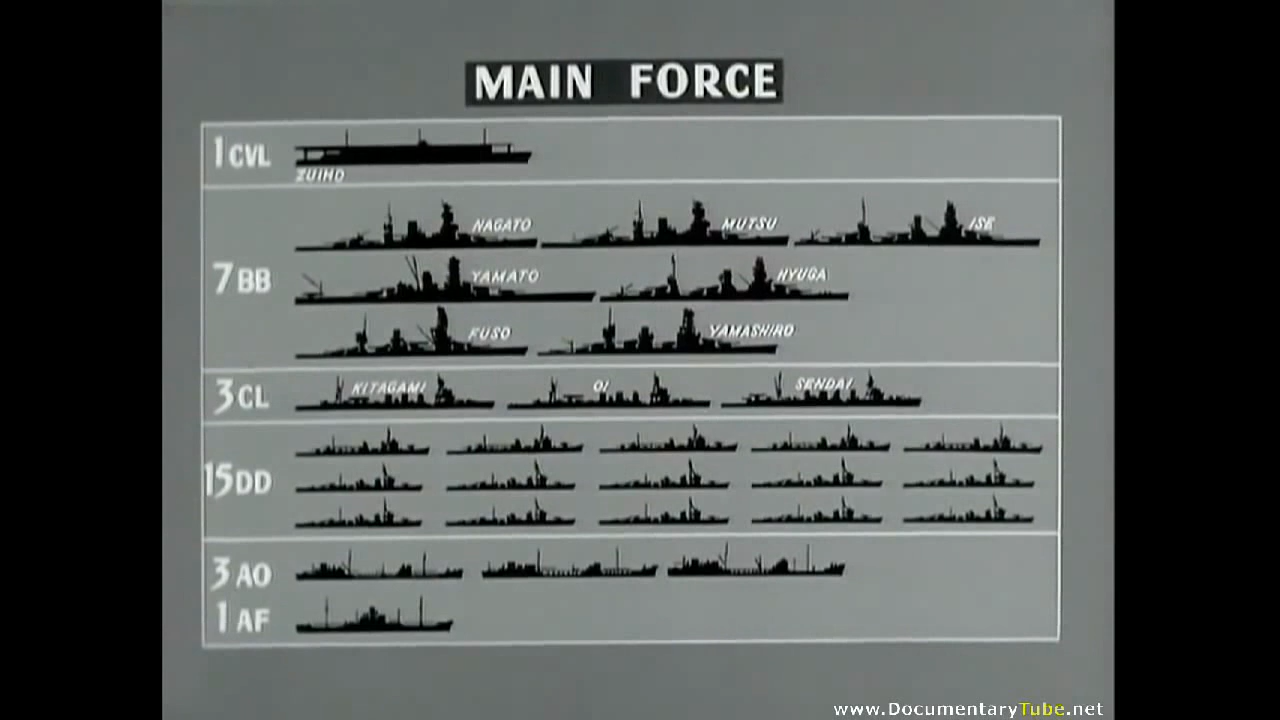 MAIN FORCE
1 CVL
ZUIHO
NAGATO MUTSU ISE
7 BB
YAMATO HYUGA
FUSO YAMASHIRO
3 CL
KITAGAMI OI SENDAI
15 DD
3 AO
1 AF
www.DocumentaryTube.net